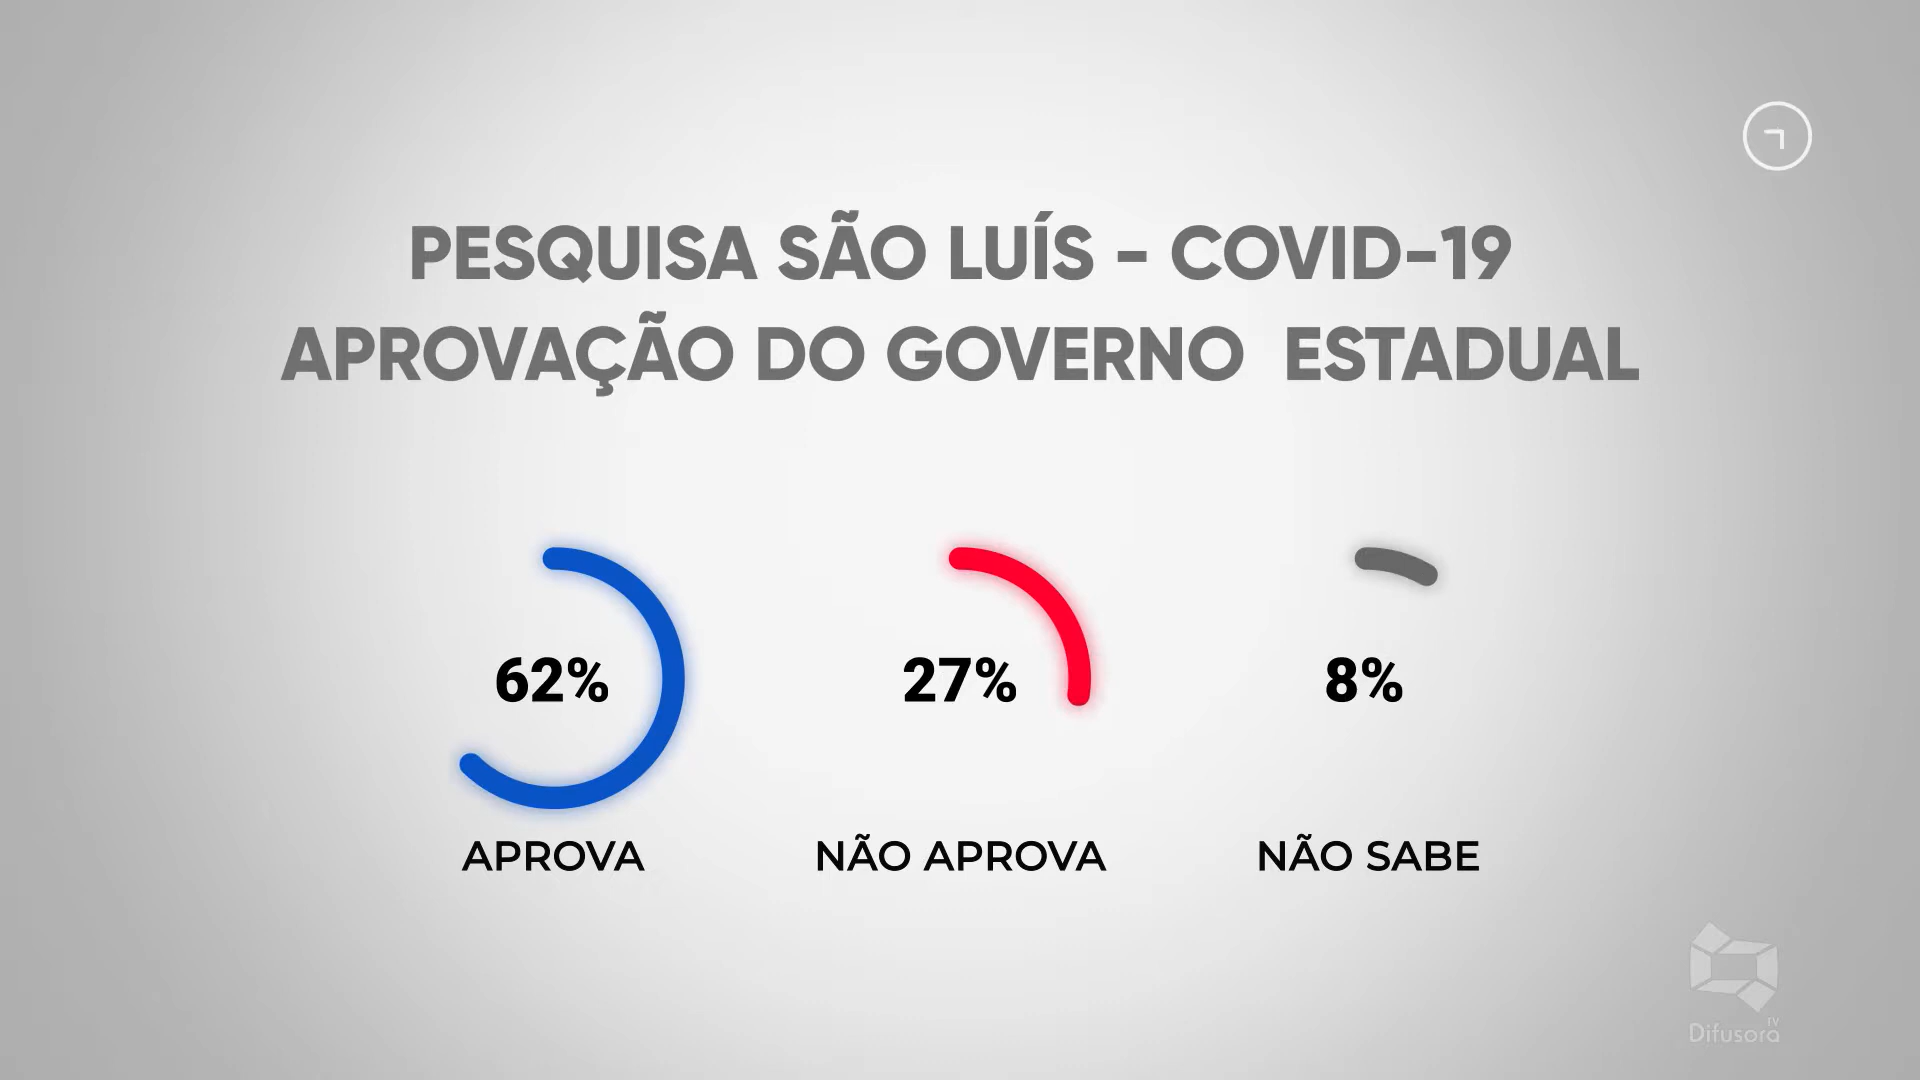 PESQUISA SÃO LUÍS - COVID-19
APROVAÇÃO DO GOVERNO ESTADUAL
62%
27%
8%
APROVA
NÃO APROVA
NÃO SABE
TV
Difusora